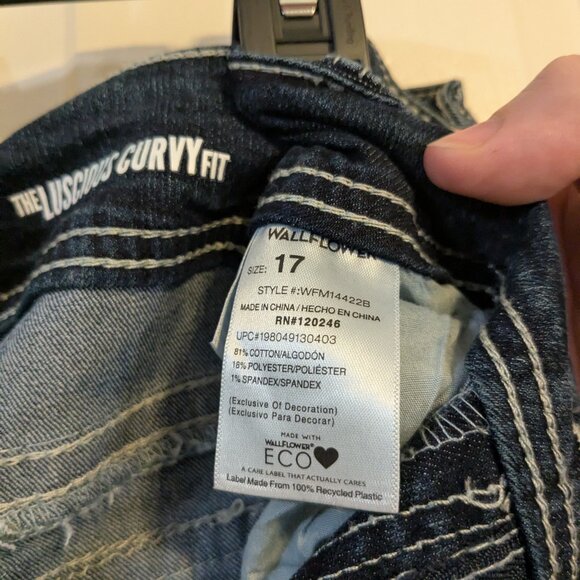 THE LUSCIOUS CURVY FIT
WALLFLOWER
SIZE: 17
STYLE #:WFM14422B
MADE IN CHINA / HECHO EN CHINA
RN#120246
UPC#198049130403
81% COTTON/ALGODÓN
18% POLYESTER/POLIÉSTER
1% SPANDEX/SPANDEX
(Exclusive Of Decoration)
(Exclusivo Para Decorar)
MADE WITH
WALLFLOWER®
ECO♥
A CARE LABEL THAT ACTUALLY CARES
Label Made From 100% Recycled Plastic